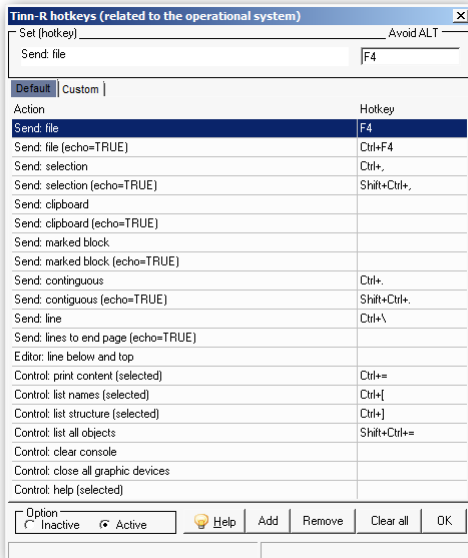 Tinn-R hotkeys (related to the operational system)
Set (hotkey) Avoid ALT
Send: file F4
Default Custom
Action Hotkey
Send: file F4
Send: file (echo=TRUE) Ctrl+F4
Send: selection Ctrl+,
Send: selection (echo=TRUE) Shift+Ctrl+,
Send: clipboard
Send: clipboard (echo=TRUE)
Send: marked block
Send: marked block (echo=TRUE)
Send: continguous Ctrl+.
Send: contiguous (echo=TRUE) Shift+Ctrl+.
Send: line Ctrl+\
Send: lines to end page (echo=TRUE)
Editor: line below and top
Control: print content (selected) Ctrl+=
Control: list names (selected) Ctrl+[
Control: list structure (selected) Ctrl+]
Control: list all objects Shift+Ctrl+=
Control: clear console
Control: close all graphic devices
Control: help (selected)
Option
Inactive Active Help Add Remove Clear all OK